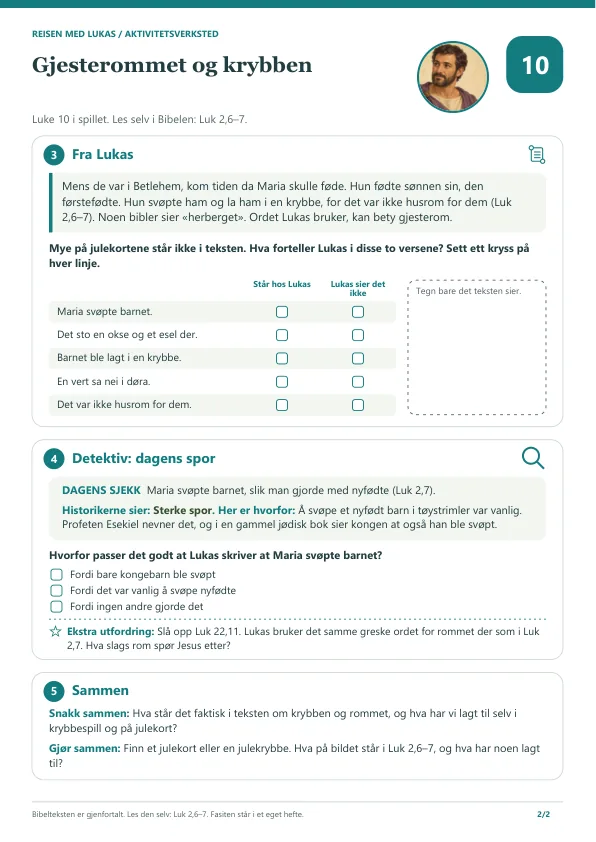 REISEN MED LUKAS / AKTIVITETSVERKSTED
Gjesterommet og krybben
10
Luke 10 i spillet. Les selv i Bibelen: Luk 2,6–7.
3 Fra Lukas
Mens de var i Betlehem, kom tiden da Maria skulle føde. Hun fødte sønnen sin, den
førstefødte. Hun svøpte ham og la ham i en krybbe, for det var ikke husrom for dem (Luk
2,6–7). Noen bibler sier «herberget». Ordet Lukas bruker, kan bety gjesterom.
Mye på julekortene står ikke i teksten. Hva forteller Lukas i disse to versene? Sett ett kryss på
hver linje.
Står hos Lukas
Lukas sier det
ikke
Maria svøpte barnet.
Det sto en okse og et esel der.
Barnet ble lagt i en krybbe.
En vert sa nei i døra.
Det var ikke husrom for dem.
Tegn bare det teksten sier.
4 Detektiv: dagens spor
DAGENS SJEKK Maria svøpte barnet, slik man gjorde med nyfødte (Luk 2,7).
Historikerne sier: Sterke spor. Her er hvorfor: Å svøpe et nyfødt barn i tøystrimler var vanlig.
Profeten Esekiel nevner det, og i en gammel jødisk bok sier kongen at også han ble svøpt.
Hvorfor passer det godt at Lukas skriver at Maria svøpte barnet?
Fordi bare kongebarn ble svøpt
Fordi det var vanlig å svøpe nyfødte
Fordi ingen andre gjorde det
Ekstra utfordring: Slå opp Luk 22,11. Lukas bruker det samme greske ordet for rommet der som i Luk
2,7. Hva slags rom spør Jesus etter?
5 Sammen
Snakk sammen: Hva står det faktisk i teksten om krybben og rommet, og hva har vi lagt til selv i
krybbespill og på julekort?
Gjør sammen: Finn et julekort eller en julekrybbe. Hva på bildet står i Luk 2,6–7, og hva har noen lagt
til?
Bibelteksten er gjenfortalt. Les den selv: Luk 2,6–7. Fasiten står i et eget hefte.
2/2